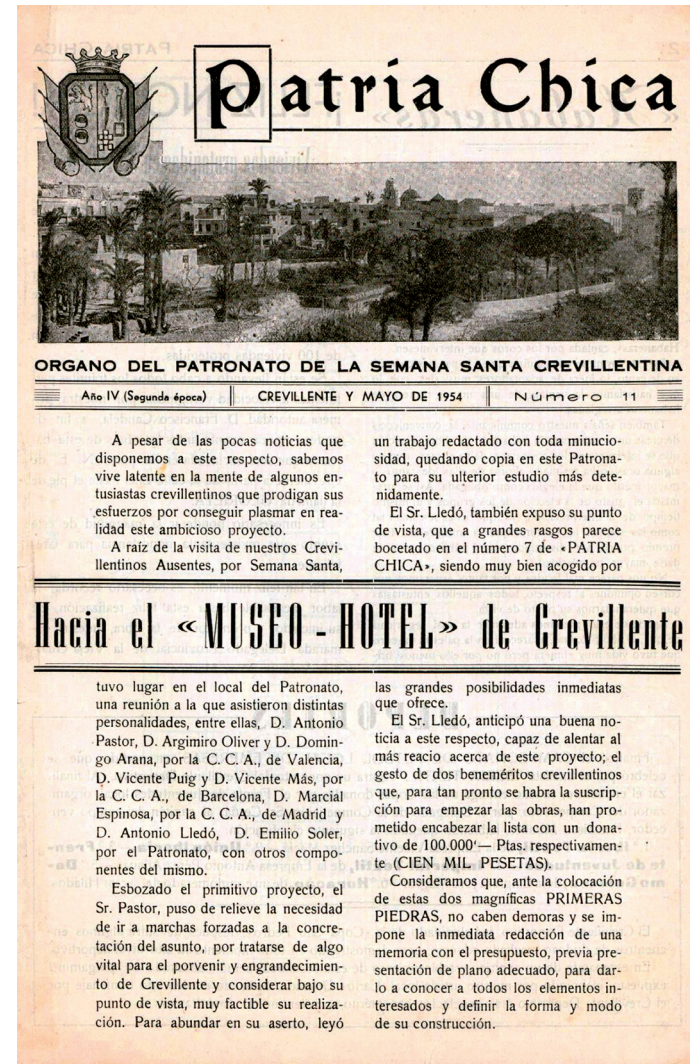 Patria Chica
ORGANO DEL PATRONATO DE LA SEMANA SANTA CREVILLENTINA
Año IV (Segunda época)
CREVILLENTE Y MAYO DE 1954
Número 11
A pesar de las pocas noticias que
disponemos a este respecto, sabemos
vive latente en la mente de algunos en-
tusiastas crevillentinos que prodigan sus
esfuerzos por conseguir plasmar en rea-
lidad este ambicioso proyecto.
A raíz de la visita de nuestros Crevi-
llentinos Ausentes, por Semana Santa,
un trabajo redactado con toda minucio-
sidad, quedando copia en este Patrona-
to para su ulterior estudio más dete-
nidamente.
El Sr. Lledó, también expuso su punto
de vista, que a grandes rasgos parece
bocetado en el número 7 de «PATRIA
CHICA», siendo muy bien acogido por
Hacia el «MUSEO - HOTEL» de Crevillente
tuvo lugar en el local del Patronato,
una reunión a la que asistieron distintas
personalidades, entre ellas, D. Antonio
Pastor, D. Argimiro Oliver y D. Domin-
go Arana, por la C. C. A., de Valencia,
D. Vicente Puig y D. Vicente Más, por
la C. C. A., de Barcelona, D. Marcial
Espinosa, por la C. C. A., de Madrid y
D. Antonio Lledó, D. Emilio Soler,
por el Patronato, con otros compo-
nentes del mismo.
Esbozado el primitivo proyecto, el
Sr. Pastor, puso de relieve la necesidad
de ir a marchas forzadas a la concre-
tación del asunto, por tratarse de algo
vital para el porvenir y engrandecimien-
to de Crevillente y considerar bajo su
punto de vista, muy factible su realiza-
ción. Para abundar en su aserto, leyó
las grandes posibilidades inmediatas
que ofrece.
El Sr. Lledó, anticipó una buena no-
ticia a este respecto, capaz de alentar al
más reacio acerca de este proyecto; el
gesto de dos beneméritos crevillentinos
que, para tan pronto se habra la suscrip-
ción para empezar las obras, han pro-
metido encabezar la lista con un dona-
tivo de 100.000'— Ptas. respectivamen-
te (CIEN MIL PESETAS).
Consideramos que, ante la colocación
de estas dos magníficas PRIMERAS
PIEDRAS, no caben demoras y se im-
pone la inmediata redacción de una
memoria con el presupuesto, previa pre-
sentación de plano adecuado, para dar-
lo a conocer a todos los elementos in-
teresados y definir la forma y modo
de su construcción.